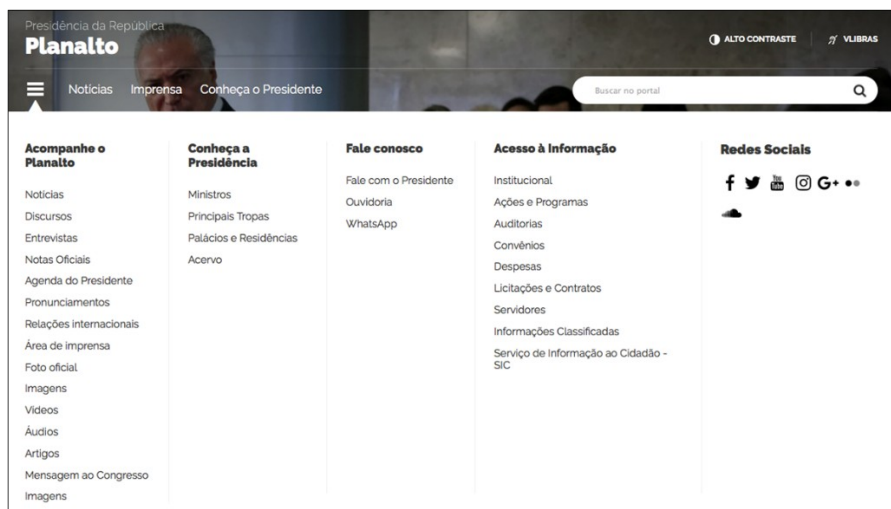 Presidência da República
Planalto
ALTO CONTRASTE
VLIBRAS
Notícias Imprensa Conheça o Presidente
Buscar no portal
Acompanhe o
Planalto
Notícias
Discursos
Entrevistas
Notas Oficiais
Agenda do Presidente
Pronunciamentos
Relações internacionais
Área de imprensa
Foto oficial
Imagens
Vídeos
Áudios
Artigos
Mensagem ao Congresso
Imagens
Conheça a
Presidência
Ministros
Principais Tropas
Palácios e Residências
Acervo
Fale conosco
Fale com o Presidente
Ouvidoria
WhatsApp
Acesso à Informação
Institucional
Ações e Programas
Auditorias
Convênios
Despesas
Licitações e Contratos
Servidores
Informações Classificadas
Serviço de Informação ao Cidadão -
SIC
Redes Sociais
You
Tube
G+